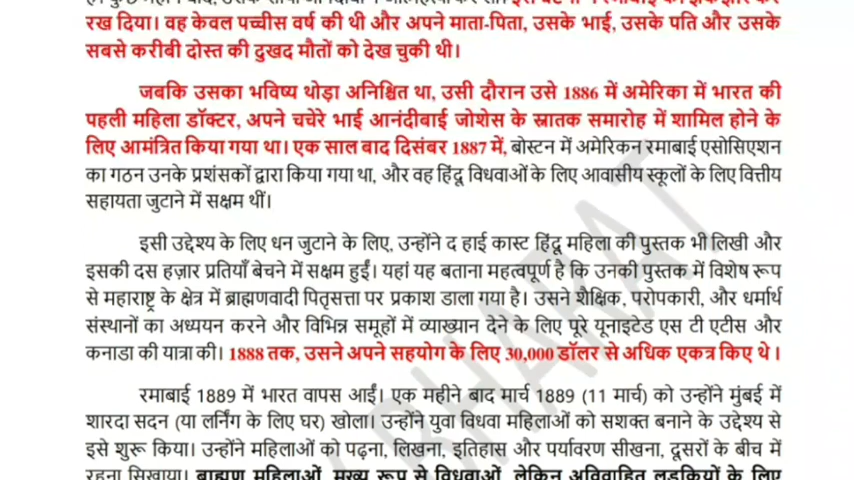 रख दिया। वह केवल पच्चीस वर्ष की थी और अपने माता-पिता, उसके भाई, उसके पति और उसके
सबसे करीबी दोस्त की दुखद मौतों को देख चुकी थी।
जबकि उसका भविष्य थोड़ा अनिश्चित था, उसी दौरान उसे 1886 में अमेरिका में भारत की
पहली महिला डॉक्टर, अपने चचेरे भाई आनंदीबाई जोशेस के स्नातक समारोह में शामिल होने के
लिए आमंत्रित किया गया था। एक साल बाद दिसंबर 1887 में, बोस्टन में अमेरिकन रमाबाई एसोसिएशन
का गठन उनके प्रशंसकों द्वारा किया गया था, और वह हिंदू विधवाओं के लिए आवासीय स्कूलों के लिए वित्तीय
सहायता जुटाने में सक्षम थीं।
इसी उद्देश्य के लिए धन जुटाने के लिए, उन्होंने द हाई कास्ट हिंदू महिला की पुस्तक भी लिखी और
इसकी दस हज़ार प्रतियाँ बेचने में सक्षम हुईं। यहां यह बताना महत्वपूर्ण है कि उनकी पुस्तक में विशेष रूप
से महाराष्ट्र के क्षेत्र में ब्राह्मणवादी पितृसत्ता पर प्रकाश डाला गया है। उसने शैक्षिक, परोपकारी, और धर्मार्थ
संस्थानों का अध्ययन करने और विभिन्न समूहों में व्याख्यान देने के लिए पूरे यूनाइटेड एस टी एटीस और
कनाडा की यात्रा की। 1888 तक, उसने अपने सहयोग के लिए 30,000 डॉलर से अधिक एकत्र किए थे ।
रमाबाई 1889 में भारत वापस आईं। एक महीने बाद मार्च 1889 (11 मार्च) को उन्होंने मुंबई में
शारदा सदन (या लर्निंग के लिए घर) खोला। उन्होंने युवा विधवा महिलाओं को सशक्त बनाने के उद्देश्य से
इसे शुरू किया। उन्होंने महिलाओं को पढ़ना, लिखना, इतिहास और पर्यावरण सीखना, दूसरों के बीच में
रहना सिखाया। ब्राह्मण महिलाओं, मुख्य रूप से विधवाओं, लेकिन अविवाहित लड़कियों के लिए
BHARAT